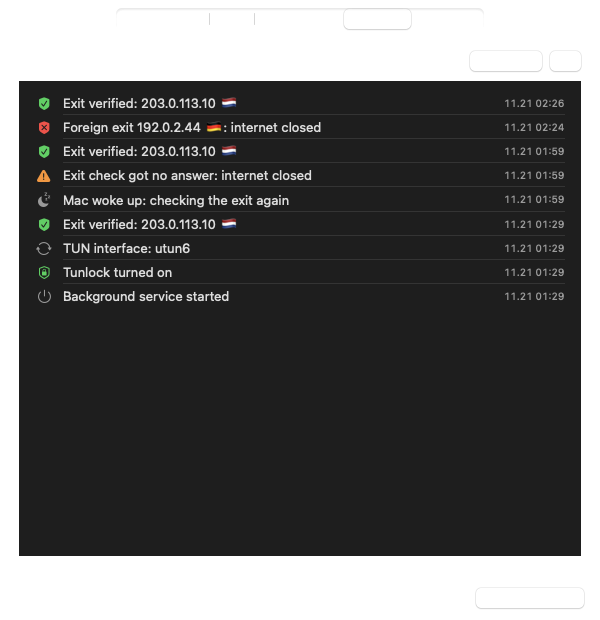 Exit verified: 203.0.113.10 🇳🇱 11.21 02:26
Foreign exit 192.0.2.44 🇩🇪: internet closed 11.21 02:24
Exit verified: 203.0.113.10 🇳🇱 11.21 01:59
Exit check got no answer: internet closed 11.21 01:59
Mac woke up: checking the exit again 11.21 01:59
Exit verified: 203.0.113.10 🇳🇱 11.21 01:29
TUN interface: utun6 11.21 01:29
Tunlock turned on 11.21 01:29
Background service started 11.21 01:29